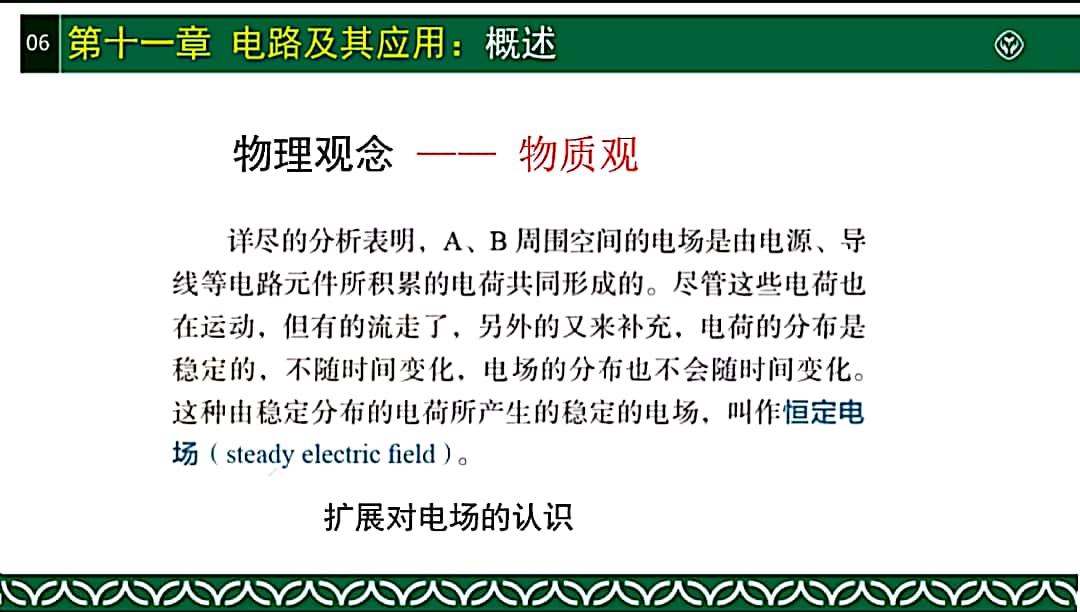 06
第十一章 电路及其应用：概述
物理观念 —— 物质观
详尽的分析表明，A、B 周围空间的电场是由电源、导
线等电路元件所积累的电荷共同形成的。尽管这些电荷也
在运动，但有的流走了，另外的又来补充，电荷的分布是
稳定的，不随时间变化，电场的分布也不会随时间变化。
这种由稳定分布的电荷所产生的稳定的电场，叫作恒定电
场（steady electric field）。
扩展对电场的认识